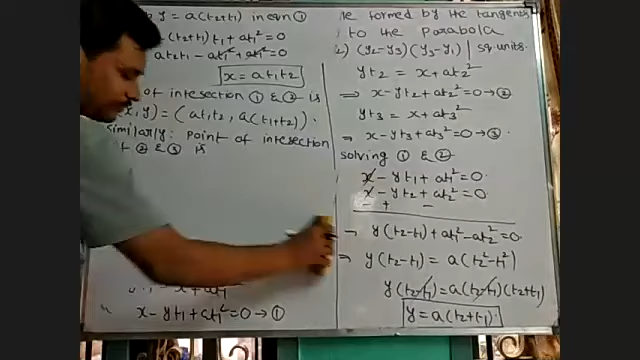 y = a(t₂+t₁) in eqn ①
(t₂+t₁)t₁ + at₁² = 0
at₂t₁ - at₁² + at₁² = 0
x = at₁t₂
of intesection ① & ② is
x, y) = (at₁t₂, a(t₁+t₂)).
similarly: point of intesection
of ② & ③ is
x - yt₁ + at₁² = 0 → ①
formed by the tangents
to the parabola
(y₂-y₃)(y₃-y₁) | sq.units.
yt₂ = x + at₂²
⇒ x - yt₂ + at₂² = 0 → ②
yt₃ = x + at₃²
⇒ x - yt₃ + at₃² = 0 → ③.
solving ① & ②
x - yt₁ + at₁² = 0.
x - yt₂ + at₂² = 0.
- + -
⇒ y(t₂-t₁) + at₁² - at₂² = 0.
⇒ y(t₂-t₁) = a(t₂²-t₁²)
y(t₂-t₁) = a(t₂-t₁)(t₂+t₁)
y = a(t₂+t₁).